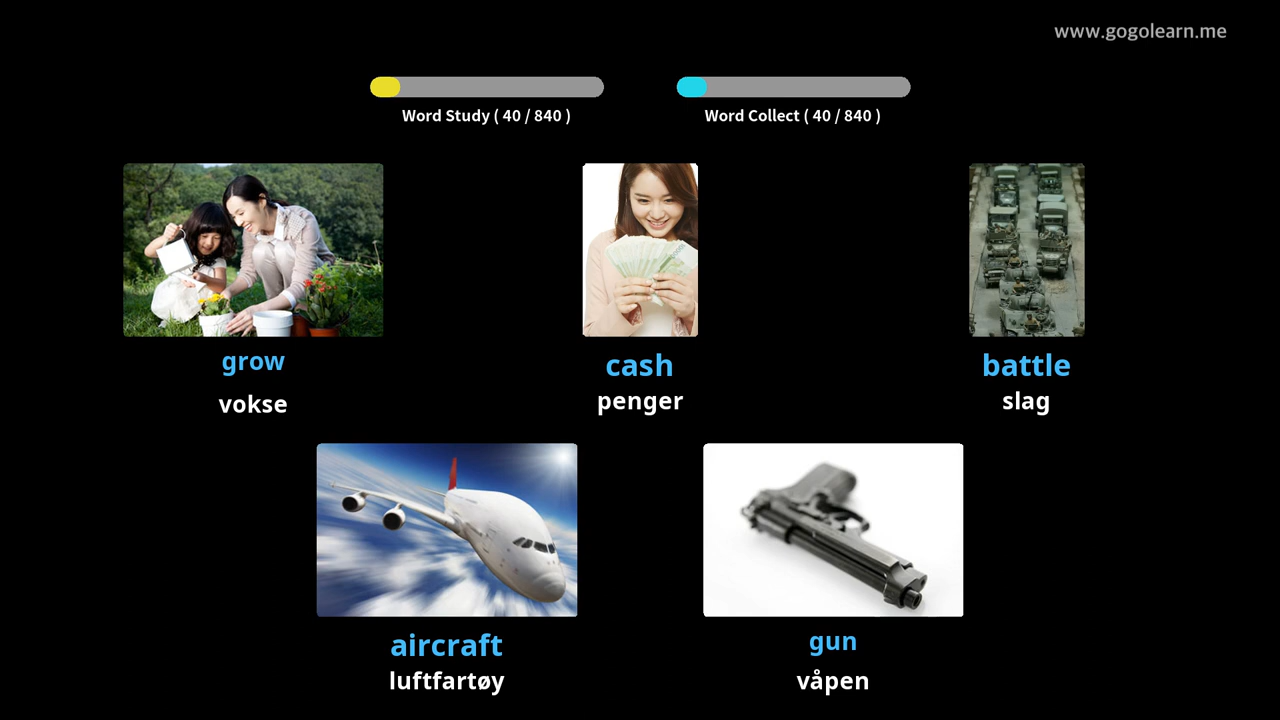 www.gogolearn.me
Word Study ( 40 / 840 )
Word Collect ( 40 / 840 )
grow
vokse
cash
penger
battle
slag
aircraft
luftfartøy
gun
våpen